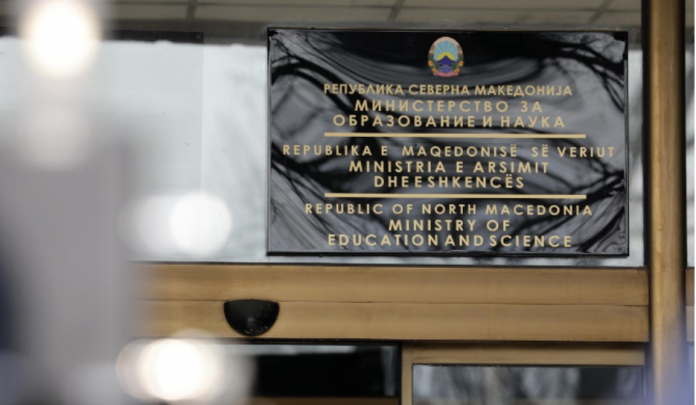 РЕПУБЛИКА СЕВЕРНА МАКЕДОНИЈА
МИНИСТЕРСТВО ЗА
ОБРАЗОВАНИЕ И НАУКА
REPUBLIKA E MAQEDONISË SË VERIUT
MINISTRIA E ARSIMIT
DHE E SHKENCËS
REPUBLIC OF NORTH MACEDONIA
MINISTRY OF
EDUCATION AND SCIENCE